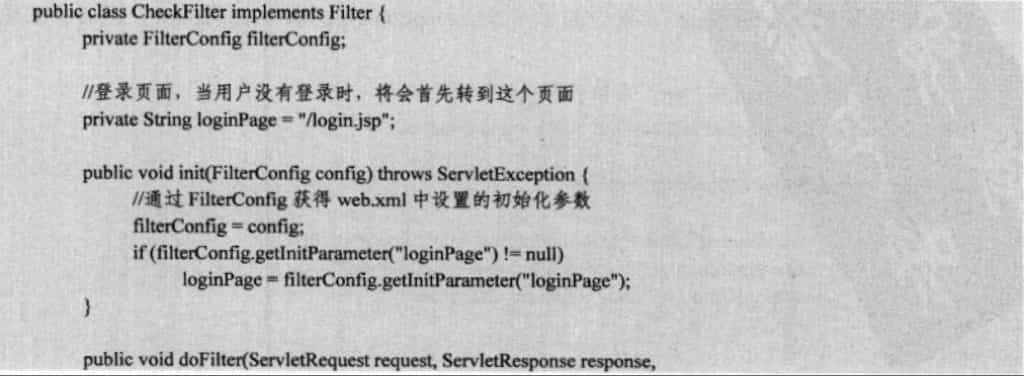 public class CheckFilter implements Filter {
private FilterConfig filterConfig;
//登录页面，当用户没有登录时，将会首先转到这个页面
private String loginPage = "/login.jsp";
public void init(FilterConfig config) throws ServletException {
//通过 FilterConfig 获得 web.xml 中设置的初始化参数
filterConfig = config;
if (filterConfig.getInitParameter("loginPage") != null)
loginPage = filterConfig.getInitParameter("loginPage");
}
public void doFilter(ServletRequest request, ServletResponse response,